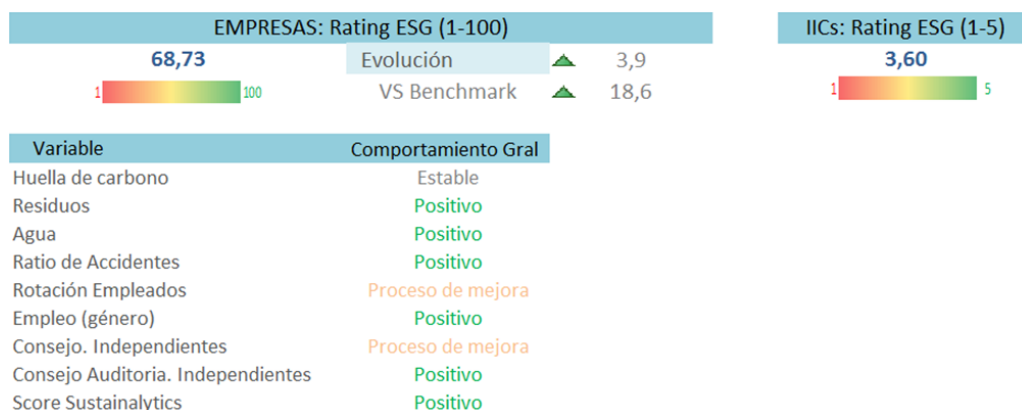 EMPRESAS: Rating ESG (1-100)
68,73
Evolución 3,9
1 100
VS Benchmark 18,6
IICs: Rating ESG (1-5)
3,60
1 5
Variable Comportamiento Gral
Huella de carbono Estable
Residuos Positivo
Agua Positivo
Ratio de Accidentes Positivo
Rotación Empleados Proceso de mejora
Empleo (género) Positivo
Consejo. Independientes Proceso de mejora
Consejo Auditoria. Independientes Positivo
Score Sustainalytics Positivo